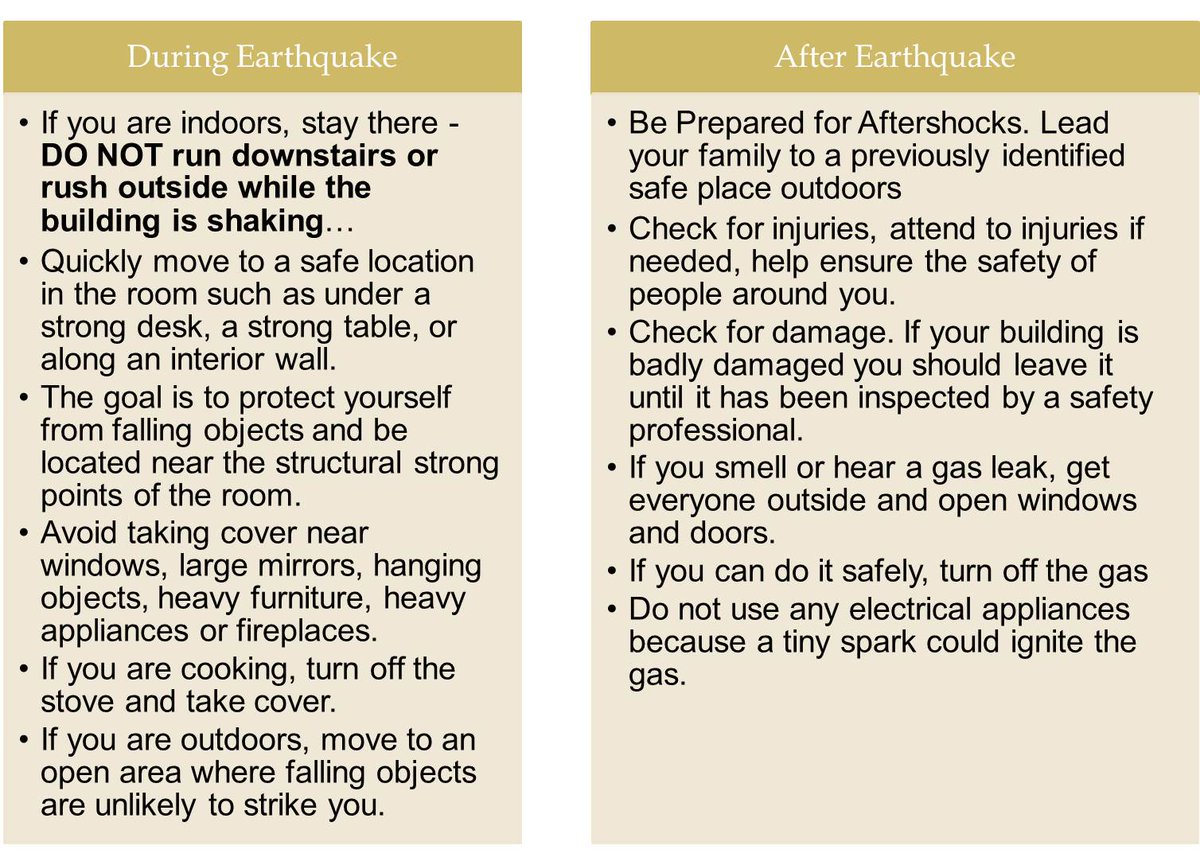 During Earthquake
• If you are indoors, stay there -
DO NOT run downstairs or
rush outside while the
building is shaking…
• Quickly move to a safe location
in the room such as under a
strong desk, a strong table, or
along an interior wall.
• The goal is to protect yourself
from falling objects and be
located near the structural strong
points of the room.
• Avoid taking cover near
windows, large mirrors, hanging
objects, heavy furniture, heavy
appliances or fireplaces.
• If you are cooking, turn off the
stove and take cover.
• If you are outdoors, move to an
open area where falling objects
are unlikely to strike you.
After Earthquake
• Be Prepared for Aftershocks. Lead
your family to a previously identified
safe place outdoors
• Check for injuries, attend to injuries if
needed, help ensure the safety of
people around you.
• Check for damage. If your building is
badly damaged you should leave it
until it has been inspected by a safety
professional.
• If you smell or hear a gas leak, get
everyone outside and open windows
and doors.
• If you can do it safely, turn off the gas
• Do not use any electrical appliances
because a tiny spark could ignite the
gas.